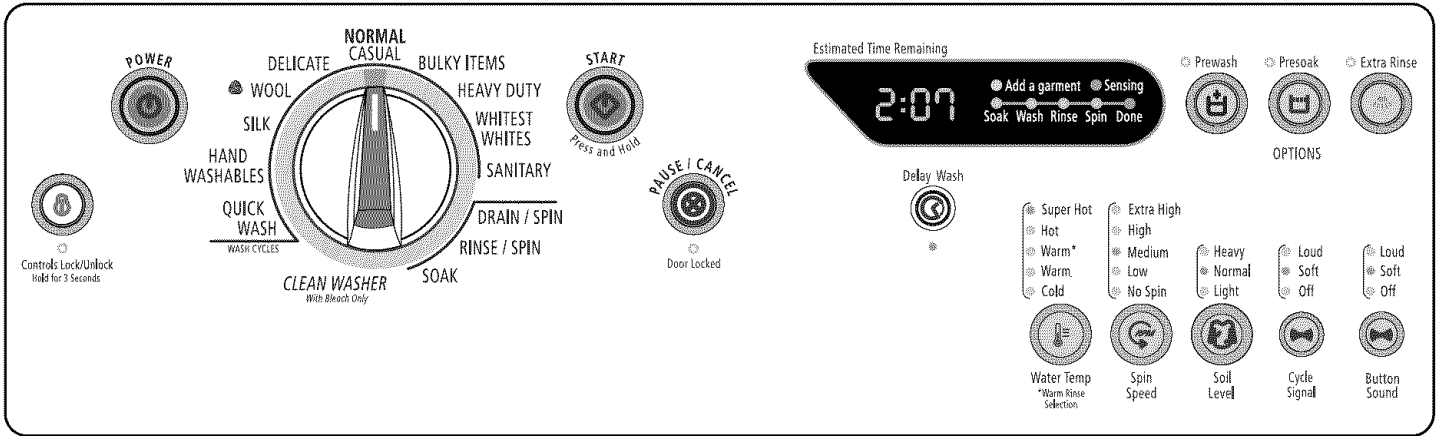 POWER
NORMAL
CASUAL
DELICATE
WOOL
SILK
HAND
WASHABLES
QUICK
WASH
WASH CYCLES
BULKY ITEMS
HEAVY DUTY
WHITEST
WHITES
SANITARY
DRAIN / SPIN
RINSE / SPIN
SOAK
CLEAN WASHER
With Bleach Only
Controls Lock/Unlock
Hold for 3 Seconds
START
Press and Hold
PAUSE / CANCEL
Door Locked
Estimated Time Remaining
2:07
Add a garment Sensing
Soak Wash Rinse Spin Done
Delay Wash
Prewash Presoak Extra Rinse
OPTIONS
Super Hot
Hot
Warm*
Warm
Cold
Water Temp
*Warm Rinse
Selection
Extra High
High
Medium
Low
No Spin
RPM
Spin
Speed
Heavy
Normal
Light
Soil
Level
Loud
Soft
Off
Cycle
Signal
Loud
Soft
Off
Button
Sound